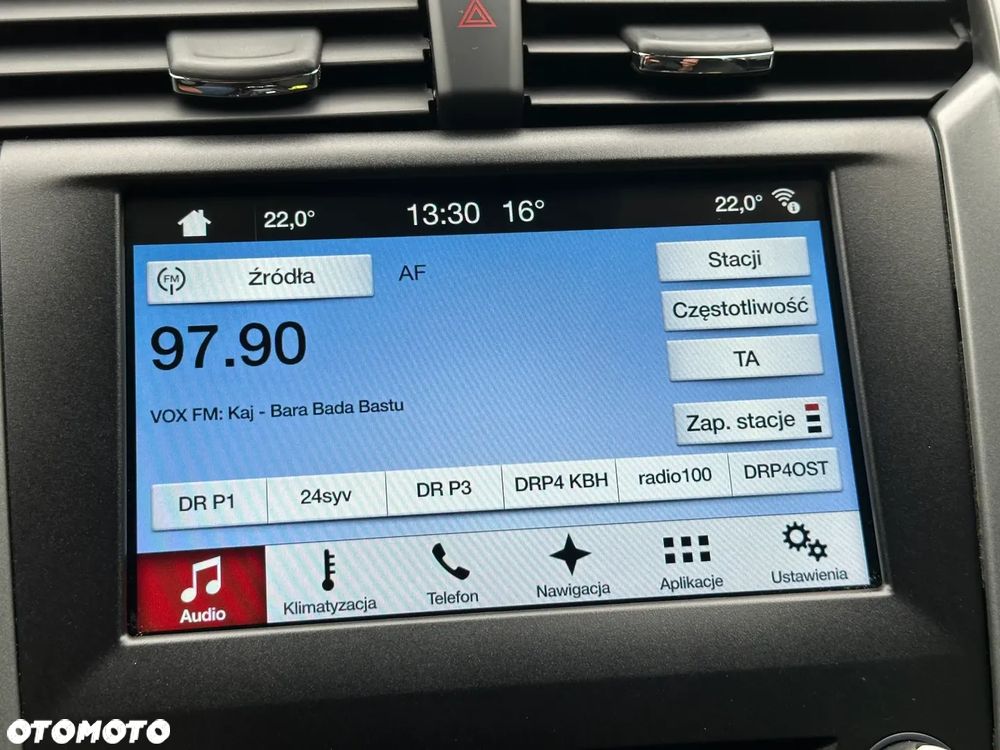 22,0° 13:30 16° 22,0°
FM Źródła AF Stacji
Częstotliwość
97.90
TA
VOX FM: Kaj - Bara Bada Bastu
Zap. stacje
DR P1 24syv DR P3 DRP4 KBH radio100 DRP4OST
Audio Klimatyzacja Telefon Nawigacja Aplikacje Ustawienia
OTOMOTO